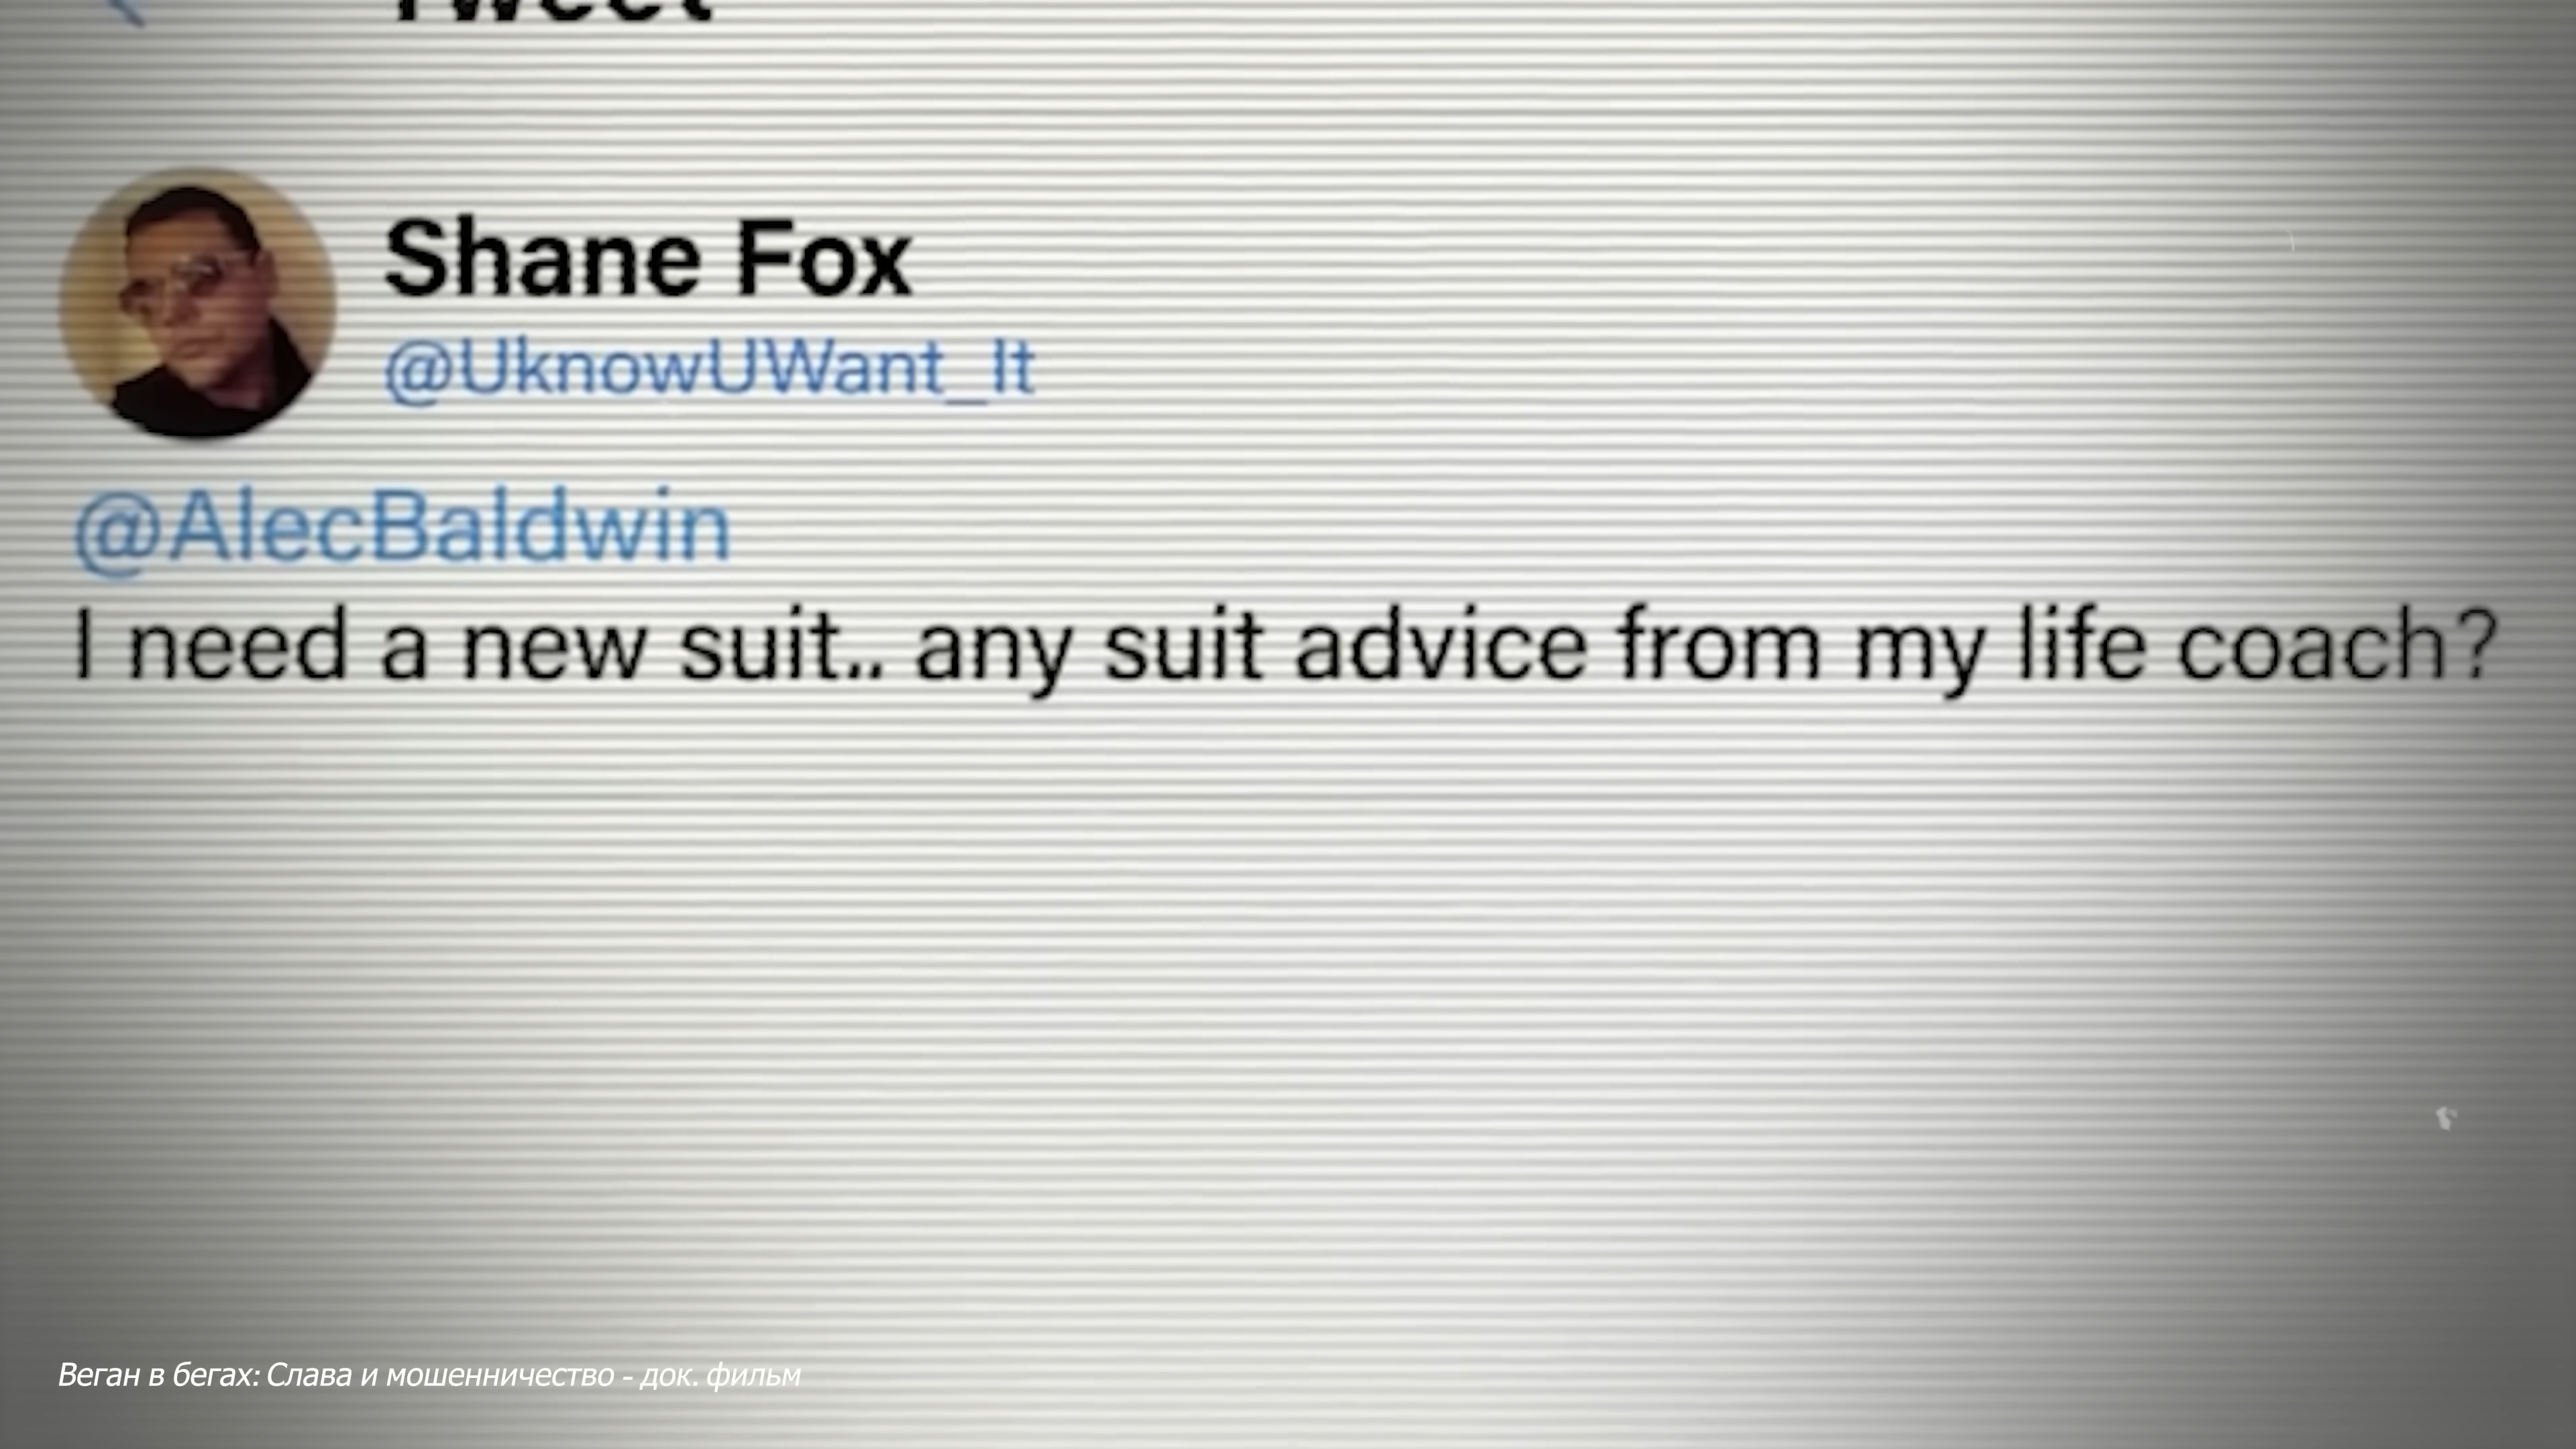 Tweet
Shane Fox
@UknowUWant_It
@AlecBaldwin
I need a new suit.. any suit advice from my life coach?
Веган в бегах: Слава и мошенничество - док. фильм